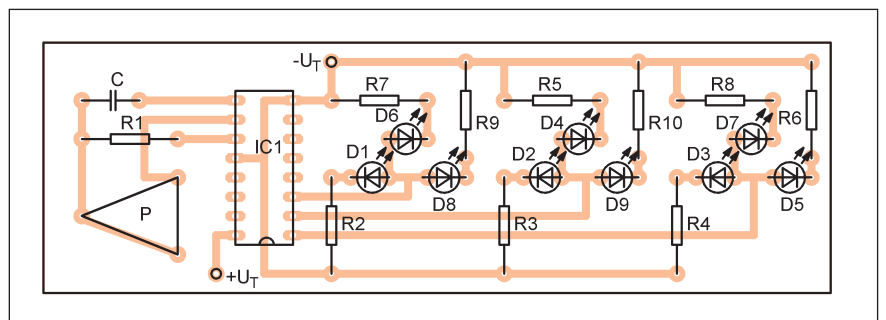 -UT
C
R7
R5
R8
D6
D4
D7
R9
R10
R6
R1
IC1
D1
D2
D3
P
R2
D8
R3
D9
R4
D5
+UT